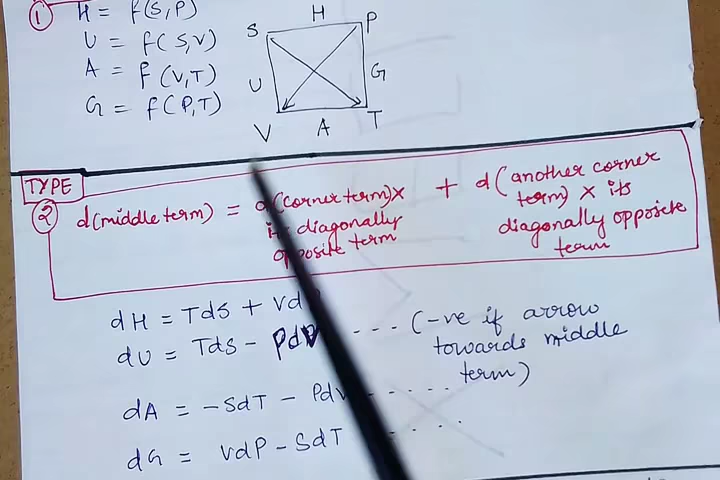 1 H = f(S,P)
U = f(S,V)
A = f(V,T)
G = f(P,T)
S H P
U G
V A T
TYPE
2 d(middle term) = d(corner term)x its diagonally opposite term + d(another corner term) x its diagonally opposite term
dH = TdS + Vd
dU = TdS - PdV --- (-ve if arrow towards middle term)
dA = -SdT - PdV - . . . .
dG = VdP - SdT . . .